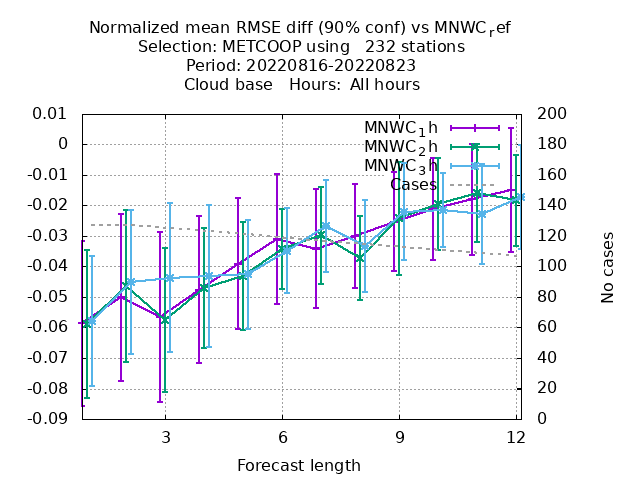 Normalized mean RMSE diff (90% conf) vs MNWC_ref
Selection: METCOOP using   232 stations
Period: 20220816-20220823
Cloud base   Hours:  All hours
0.01
0
-0.01
-0.02
-0.03
-0.04
-0.05
-0.06
-0.07
-0.08
-0.09
200
180
160
140
120
100
80
60
40
20
0
MNWC_1h
MNWC_2h
MNWC_3h
Cases
No cases
3 6 9 12
Forecast length